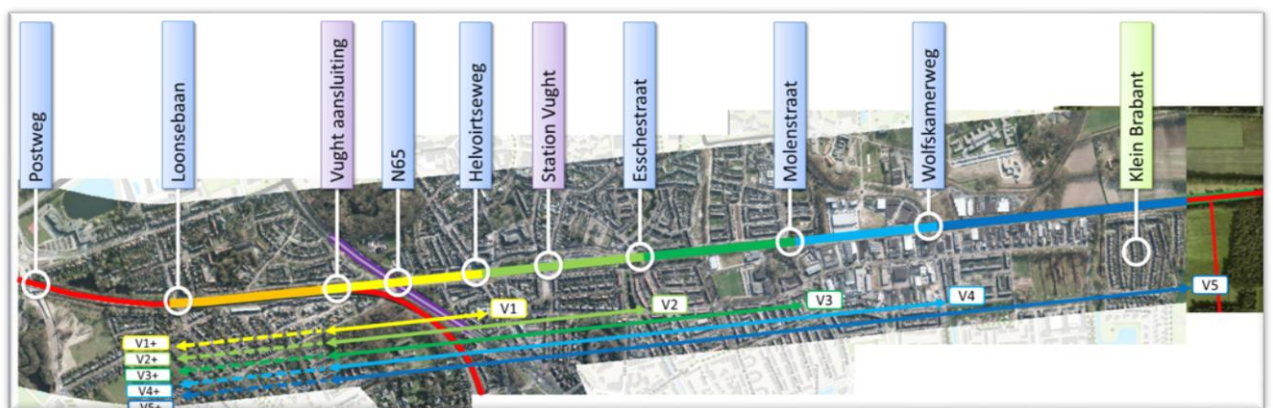 Postweg
Loonsebaan
Vught aansluiting
N65
Helvoirtseweg
Station Vught
Esschestraat
Molenstraat
Wolfskamerweg
Klein Brabant
V1
V2
V3
V4
V5
V1+
V2+
V3+
V4+
V5+